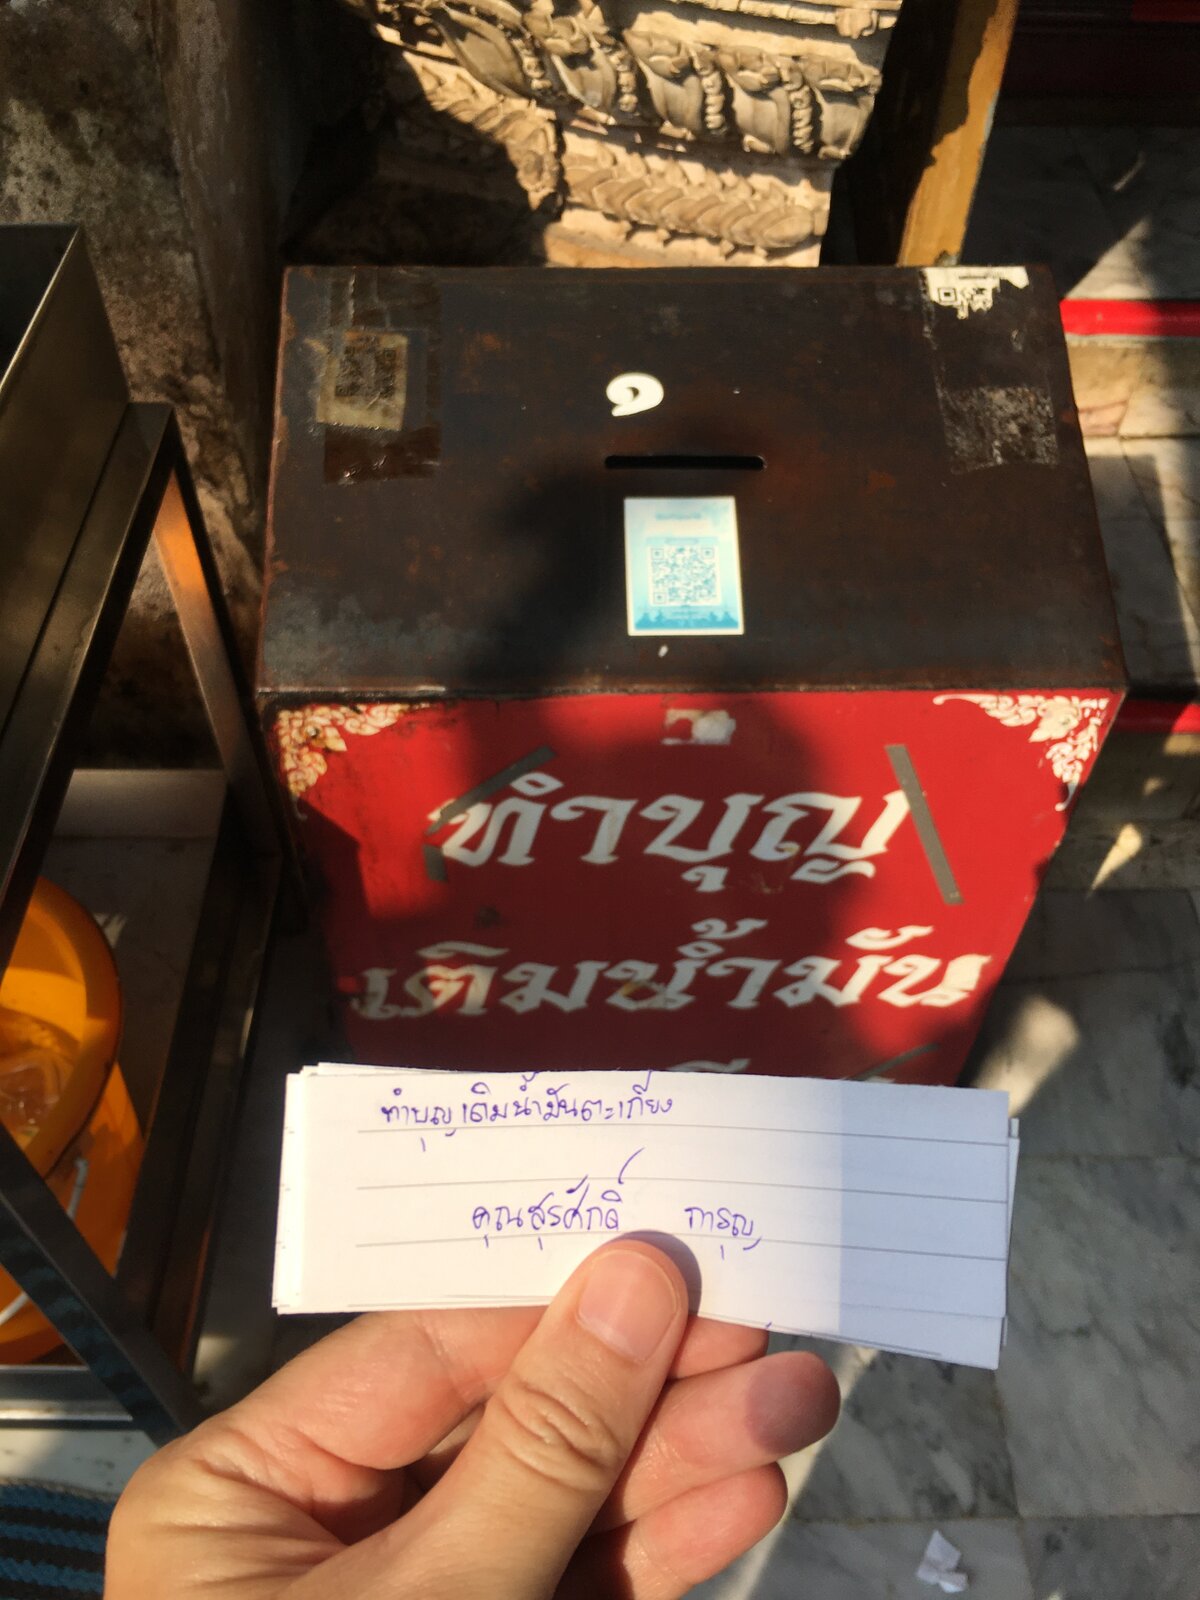 ๑
ทำบุญ
เติมน้ำมัน
ทำบุญเติมน้ำมันตะเกียง
คุณสุรศักดิ์ การุญ